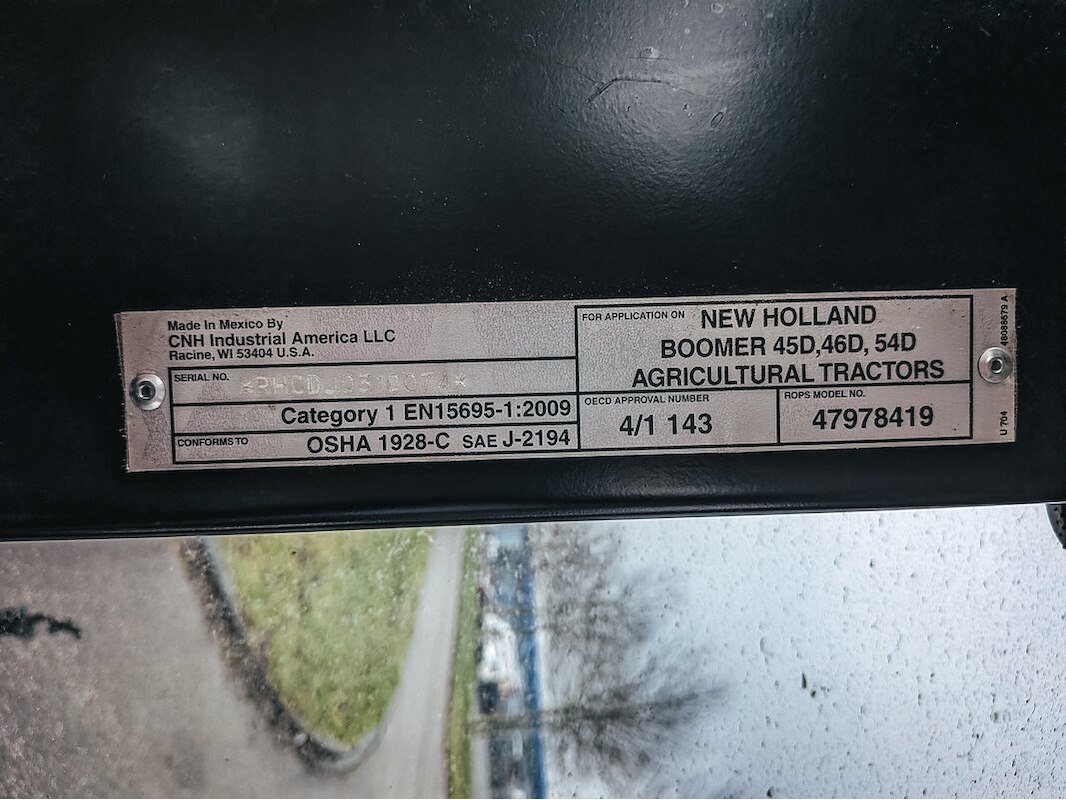 Made In Mexico By
CNH Industrial America LLC
Racine, WI 53404 U.S.A.
SERIAL NO.
Category 1 EN15695-1:2009
CONFORMS TO OSHA 1928-C SAE J-2194
FOR APPLICATION ON NEW HOLLAND
BOOMER 45D,46D, 54D
AGRICULTURAL TRACTORS
OECD APPROVAL NUMBER
4/1 143
ROPS MODEL NO.
47978419
U 704